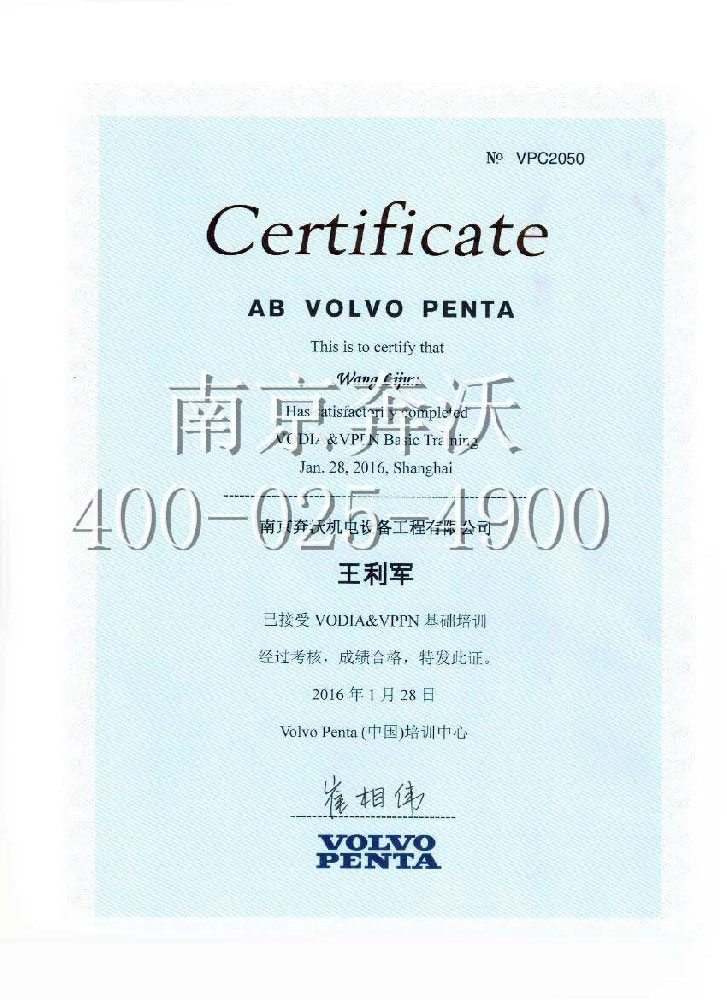 Nº VPC2050
Certificate
AB VOLVO PENTA
This is to certify that
Wang Lijun
南京奔沃
Has satisfactorily completed
VODIA &VPPN Basic Training
Jan. 28, 2016, Shanghai
400-025-4900
南京奔沃机电设备工程有限公司
王利军
已接受 VODIA&VPPN 基础培训
经过考核，成绩合格，特发此证。
2016 年 1 月 28 日
Volvo Penta (中国)培训中心
崔相伟
VOLVO
PENTA